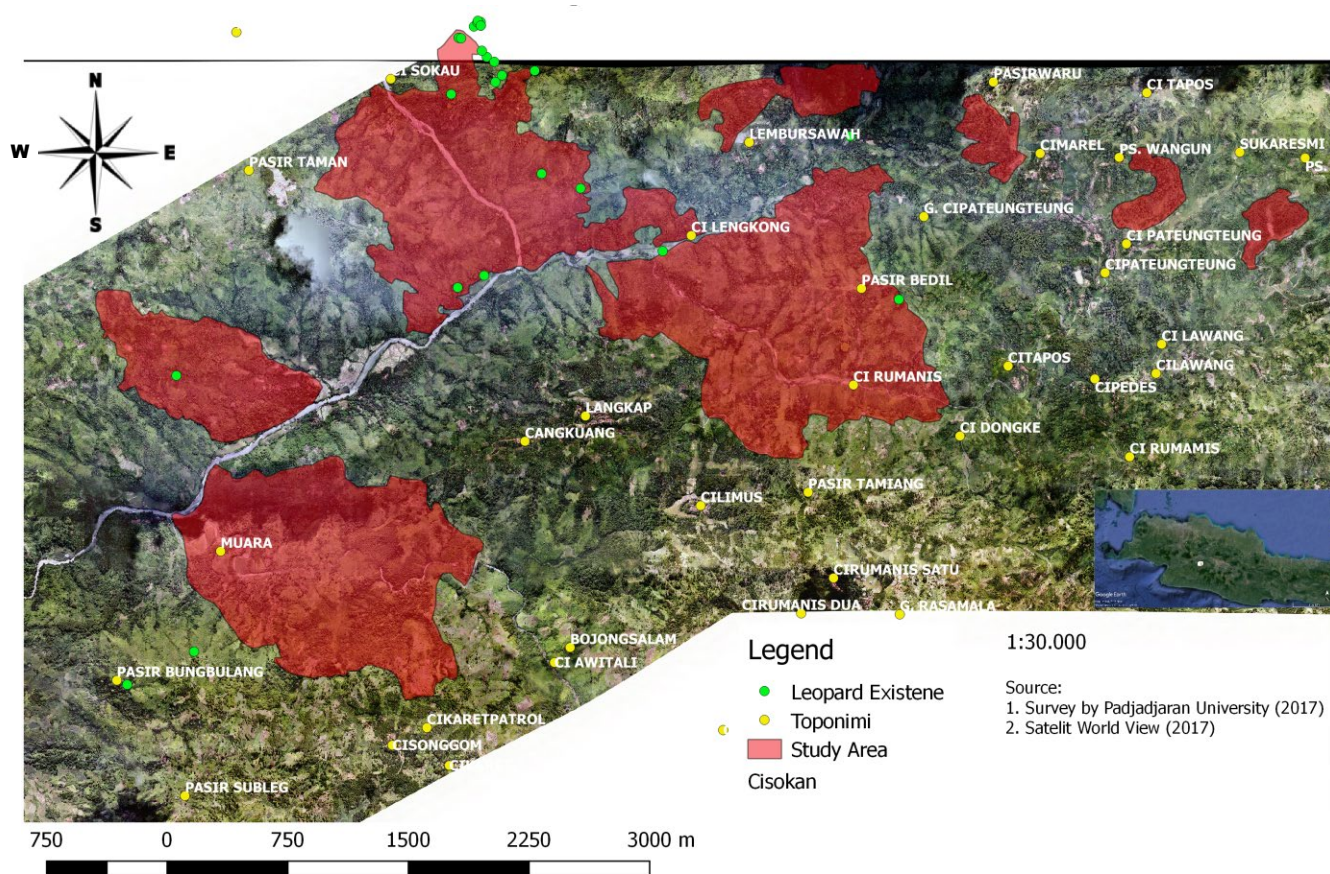 N
W
E
S
CI SOKAU
PASIR TAMAN
LEMBURSAWAH
PASIRWARU
CI TAPOS
CIMAREL
PS. WANGUN
SUKARESMI
PS.
G. CIPATEUNGTEUNG
CI LENGKONG
CI PATEUNGTEUNG
CIPATEUNGTEUNG
PASIR BEDIL
CI LAWANG
CITAPOS
CILAWANG
CIPEDES
CI RUMANIS
LANGKAP
CANGKUANG
CI DONGKE
CI RUMAMIS
PASIR TAMIANG
CILIMUS
MUARA
CIRUMANIS SATU
CIRUMANIS DUA
G. RASAMALA
Google Earth
BOJONGSALAM
CI AWITALI
PASIR BUNGBULANG
CIKARETPATROL
CISONGGOM
PASIR SUBLEG
Legend
Leopard Existene
Toponimi
Study Area
Cisokan
1:30.000
Source:
1. Survey by Padjadjaran University (2017)
2. Satelit World View (2017)
750 0 750 1500 2250 3000 m